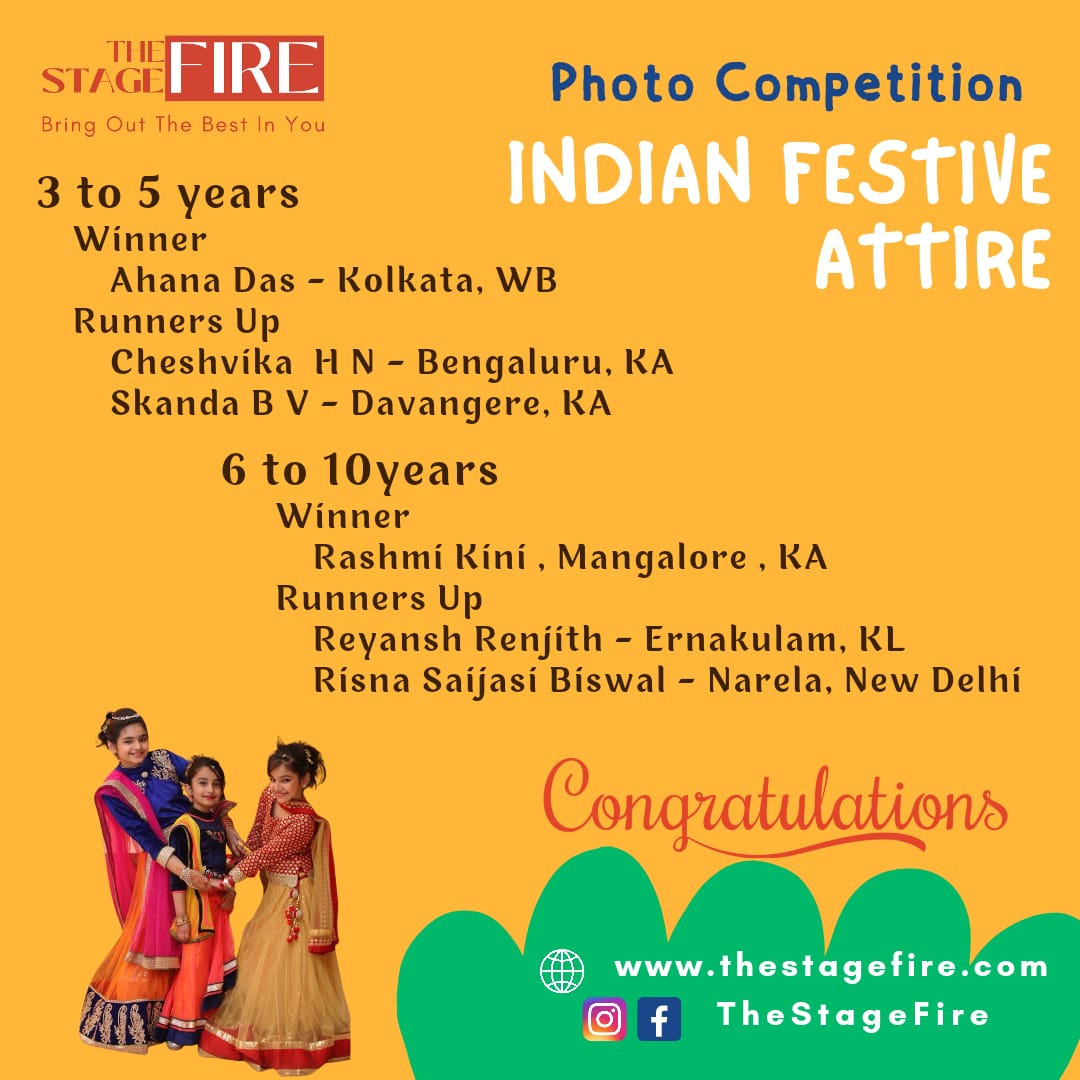 THE
STAGE FIRE
Bring Out The Best In You
Photo Competition
INDIAN FESTIVE
ATTIRE
3 to 5 years
Winner
Ahana Das - Kolkata, WB
Runners Up
Cheshvika H N - Bengaluru, KA
Skanda B V - Davangere, KA
6 to 10years
Winner
Rashmi Kini , Mangalore , KA
Runners Up
Reyansh Renjith - Ernakulam, KL
Risna Saijasi Biswal - Narela, New Delhi
Congratulations
www.thestagefire.com
TheStageFire